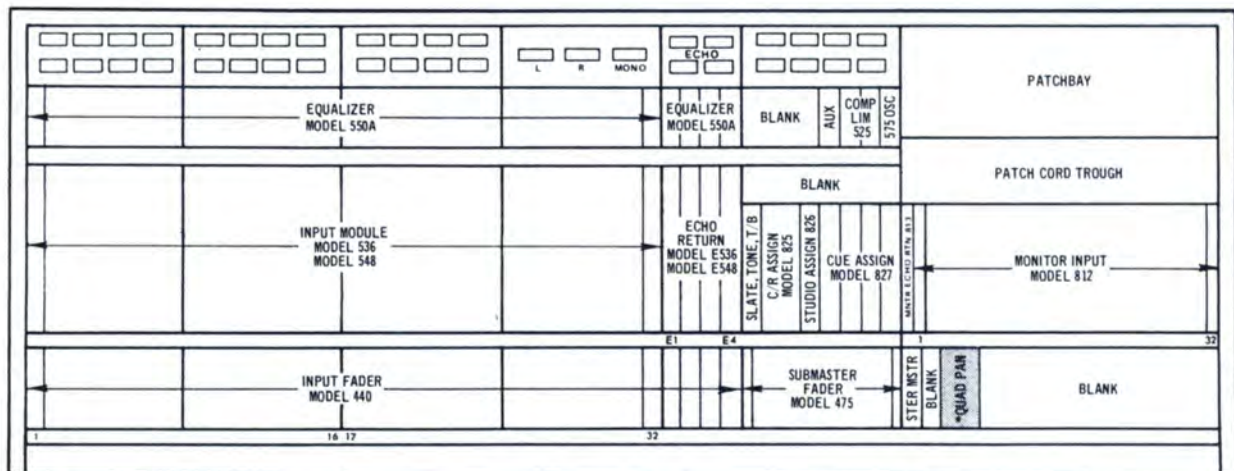 L R MONO
ECHO
PATCHBAY
EQUALIZER
MODEL 550A
EQUALIZER
MODEL 550A
BLANK
AUX
COMP
LIM
525
575 OSC
PATCH CORD TROUGH
BLANK
INPUT MODULE
MODEL 536
MODEL 548
ECHO
RETURN
MODEL E536
MODEL E548
SLATE, TONE, T/B
C/R ASSIGN
MODEL 825
STUDIO ASSIGN 826
CUE ASSIGN
MODEL 827
MNTR ECHO RTN 813
MONITOR INPUT
MODEL 812
E1 E4 1 32
INPUT FADER
MODEL 440
SUBMASTER
FADER
MODEL 475
STER MSTR
BLANK
*QUAD PAN
BLANK
1 16 17 32